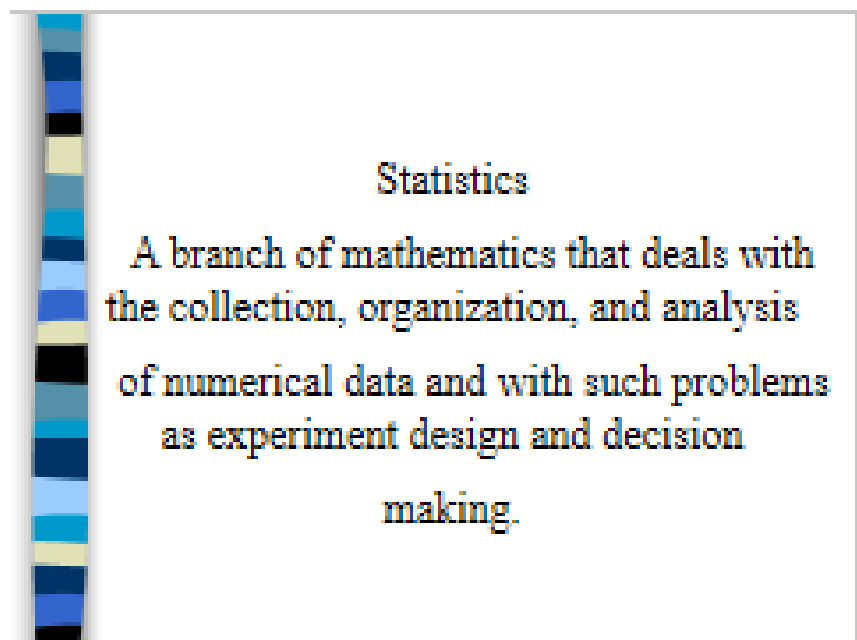 Statistics
A branch of mathematics that deals with
the collection, organization, and analysis
of numerical data and with such problems
as experiment design and decision
making.